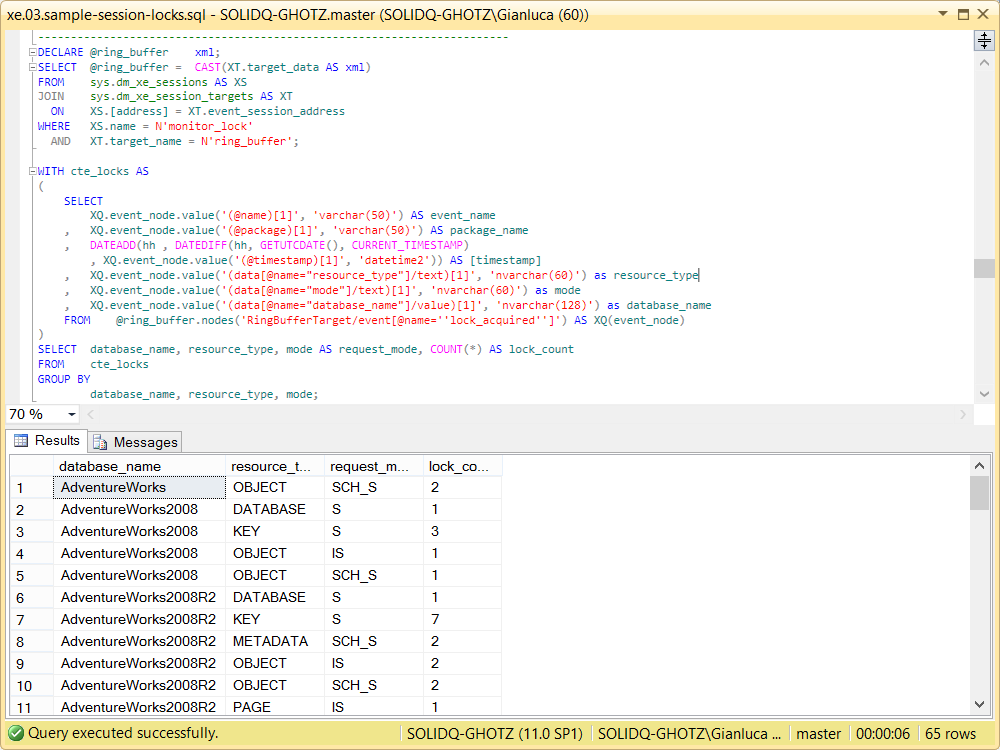 xe.03.sample-session-locks.sql - SOLIDQ-GHOTZ.master (SOLIDQ-GHOTZ\Gianluca (60))
------------------------------------------------------------------------
DECLARE @ring_buffer    xml;
SELECT  @ring_buffer =  CAST(XT.target_data AS xml)
FROM    sys.dm_xe_sessions AS XS
JOIN    sys.dm_xe_session_targets AS XT
  ON    XS.[address] = XT.event_session_address
WHERE   XS.name = N'monitor_lock'
  AND   XT.target_name = N'ring_buffer';
WITH cte_locks AS
(
    SELECT
        XQ.event_node.value('(@name)[1]', 'varchar(50)') AS event_name
    ,   XQ.event_node.value('(@package)[1]', 'varchar(50)') AS package_name
    ,   DATEADD(hh , DATEDIFF(hh, GETUTCDATE(), CURRENT_TIMESTAMP)
        , XQ.event_node.value('(@timestamp)[1]', 'datetime2')) AS [timestamp]
    ,   XQ.event_node.value('(data[@name="resource_type"]/text)[1]', 'nvarchar(60)') as resource_type
    ,   XQ.event_node.value('(data[@name="mode"]/text)[1]', 'nvarchar(60)') as mode
    ,   XQ.event_node.value('(data[@name="database_name"]/value)[1]', 'nvarchar(128)') as database_name
    FROM    @ring_buffer.nodes('RingBufferTarget/event[@name=''lock_acquired'']') AS XQ(event_node)
)
SELECT  database_name, resource_type, mode AS request_mode, COUNT(*) AS lock_count
FROM    cte_locks
GROUP BY
        database_name, resource_type, mode;
70 %
Results Messages
database_name resource_t... request_m... lock_co...
1 AdventureWorks OBJECT SCH_S 2
2 AdventureWorks2008 DATABASE S 1
3 AdventureWorks2008 KEY S 3
4 AdventureWorks2008 OBJECT IS 1
5 AdventureWorks2008 OBJECT SCH_S 1
6 AdventureWorks2008R2 DATABASE S 1
7 AdventureWorks2008R2 KEY S 7
8 AdventureWorks2008R2 METADATA SCH_S 2
9 AdventureWorks2008R2 OBJECT IS 2
10 AdventureWorks2008R2 OBJECT SCH_S 2
11 AdventureWorks2008R2 PAGE IS 1
Query executed successfully. SOLIDQ-GHOTZ (11.0 SP1) SOLIDQ-GHOTZ\Gianluca ... master 00:00:06 65 rows